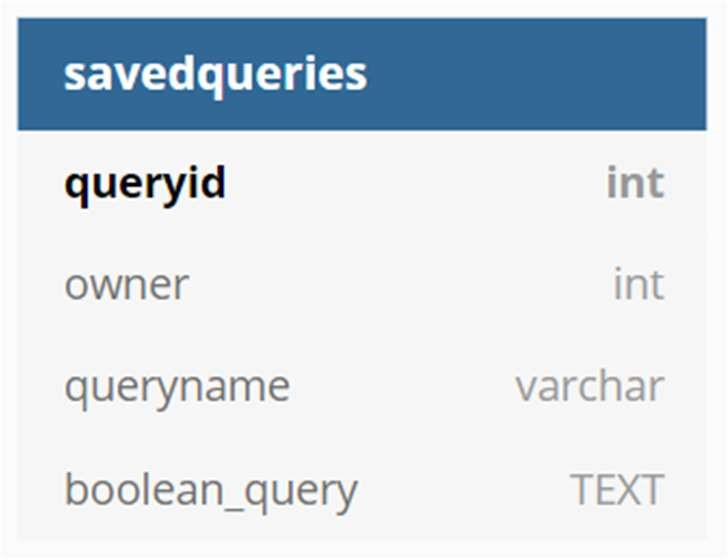 savedqueries
queryid int
owner int
queryname varchar
boolean_query TEXT